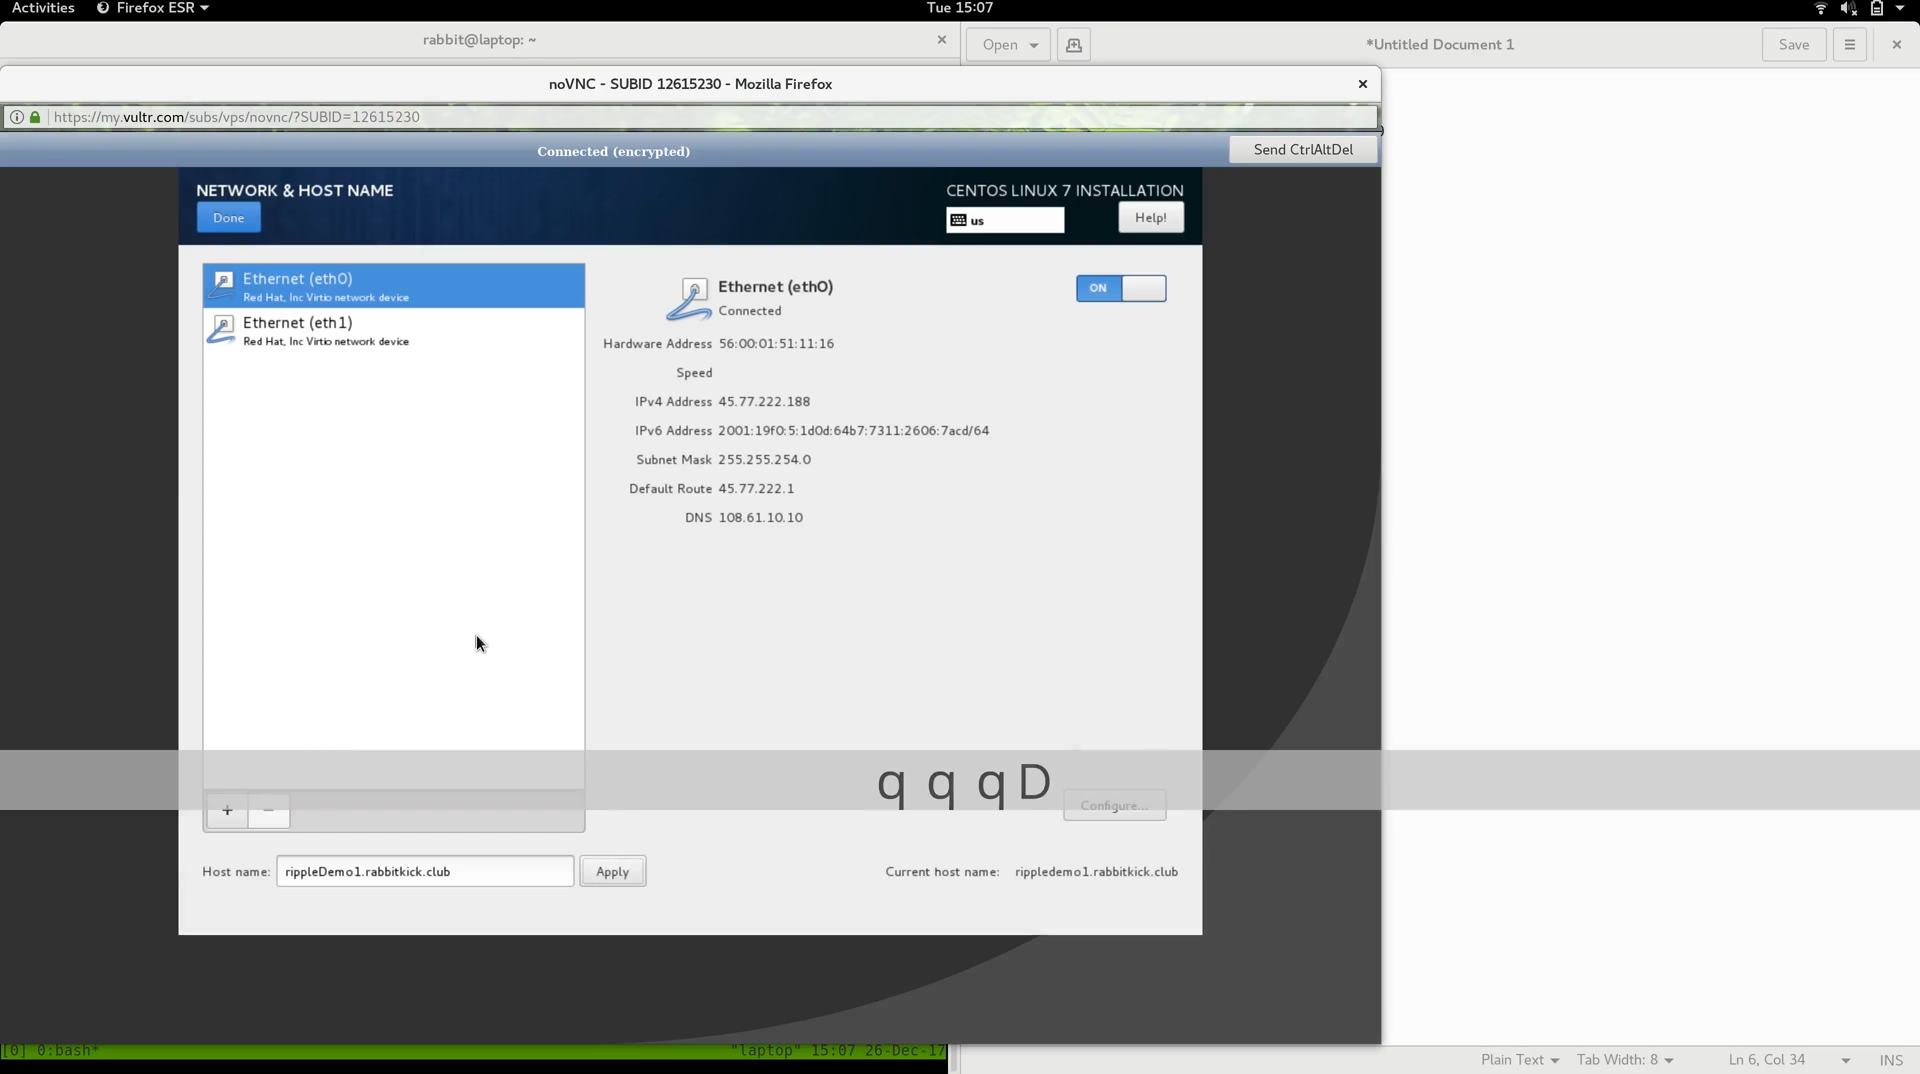 Activities
Firefox ESR
Tue 15:07
rabbit@laptop: ~
Open
*Untitled Document 1
Save
noVNC - SUBID 12615230 - Mozilla Firefox
https://my.vultr.com/subs/vps/novnc/?SUBID=12615230
Connected (encrypted)
Send CtrlAltDel
NETWORK & HOST NAME
CENTOS LINUX 7 INSTALLATION
Done
us
Help!
Ethernet (eth0)
Red Hat, Inc Virtio network device
Ethernet (eth1)
Red Hat, Inc Virtio network device
Ethernet (eth0)
Connected
ON
Hardware Address 56:00:01:51:11:16
Speed
IPv4 Address 45.77.222.188
IPv6 Address 2001:19f0:5:1d0d:64b7:7311:2606:7acd/64
Subnet Mask 255.255.254.0
Default Route 45.77.222.1
DNS 108.61.10.10
q q q D
+ -
Configure...
Host name: rippleDemo1.rabbitkick.club
Apply
Current host name: rippledemo1.rabbitkick.club
[0] 0:bash*
"laptop" 15:07 26-Dec-17
Plain Text
Tab Width: 8
Ln 6, Col 34
INS